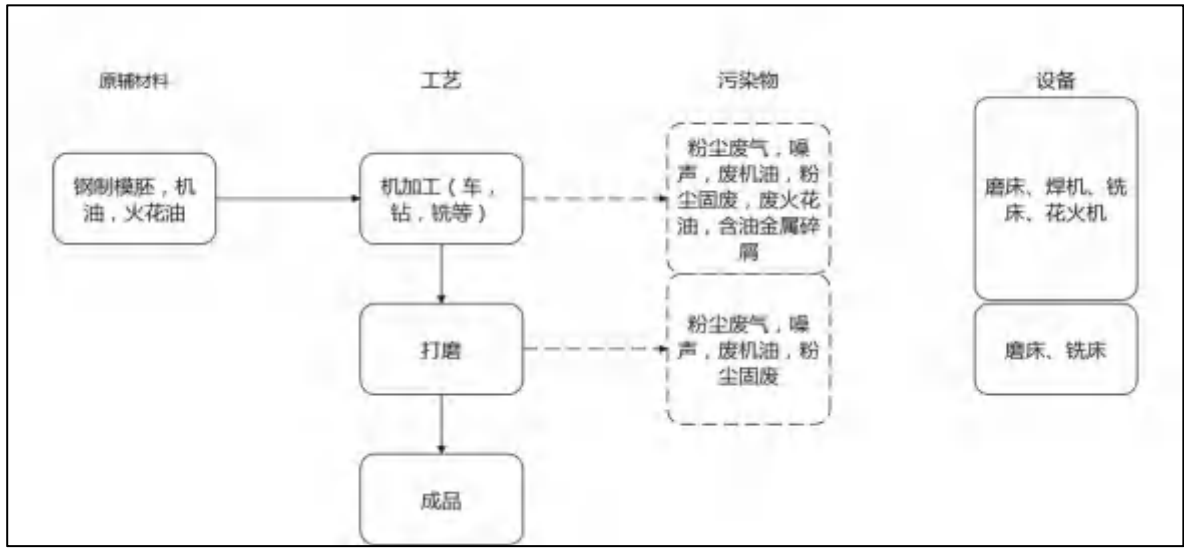 原辅材料
工艺
污染物
设备
钢制模胚，机
油，火花油
机加工（车，
钻，铣等）
粉尘废气，噪
声，废机油，粉
尘固废，废火花
油，含油金属碎
屑
磨床、焊机、铣
床、花火机
打磨
粉尘废气，噪
声，废机油，粉
尘固废
磨床、铣床
成品